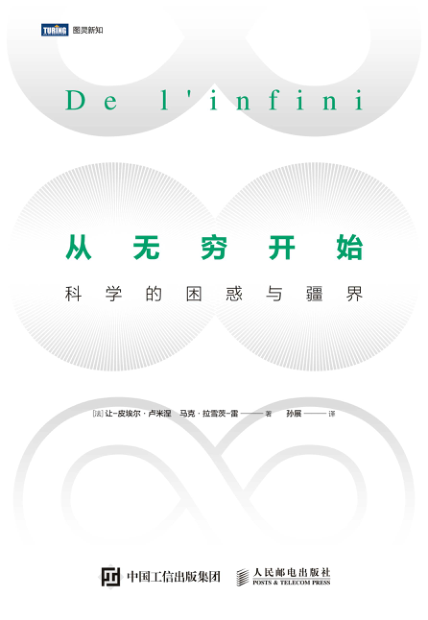 TURING 图灵新知
De l'infini
从无穷开始
科学的困惑与疆界
[法]让-皮埃尔·卢米涅 马克·拉雪茨-雷——著 孙展——译
中国工信出版集团 人民邮电出版社
POSTS & TELECOM PRESS